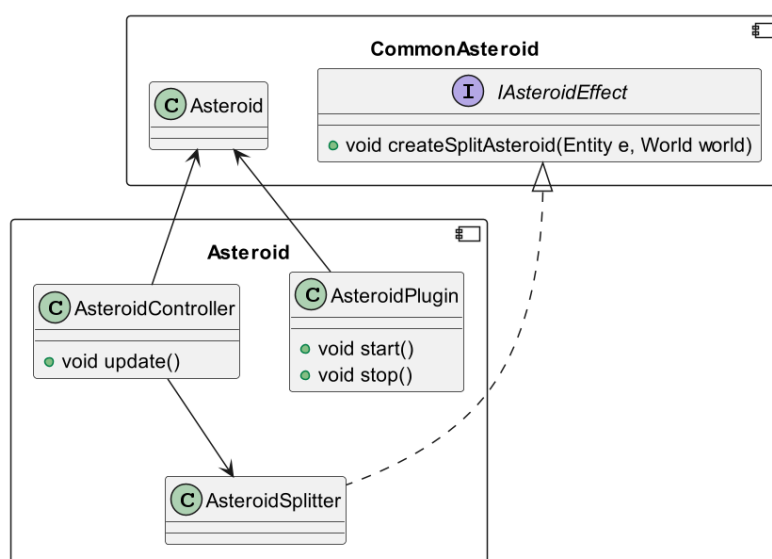 CommonAsteroid
C Asteroid
I IAsteroidEffect
void createSplitAsteroid(Entity e, World world)
Asteroid
C AsteroidController
void update()
C AsteroidPlugin
void start()
void stop()
C AsteroidSplitter